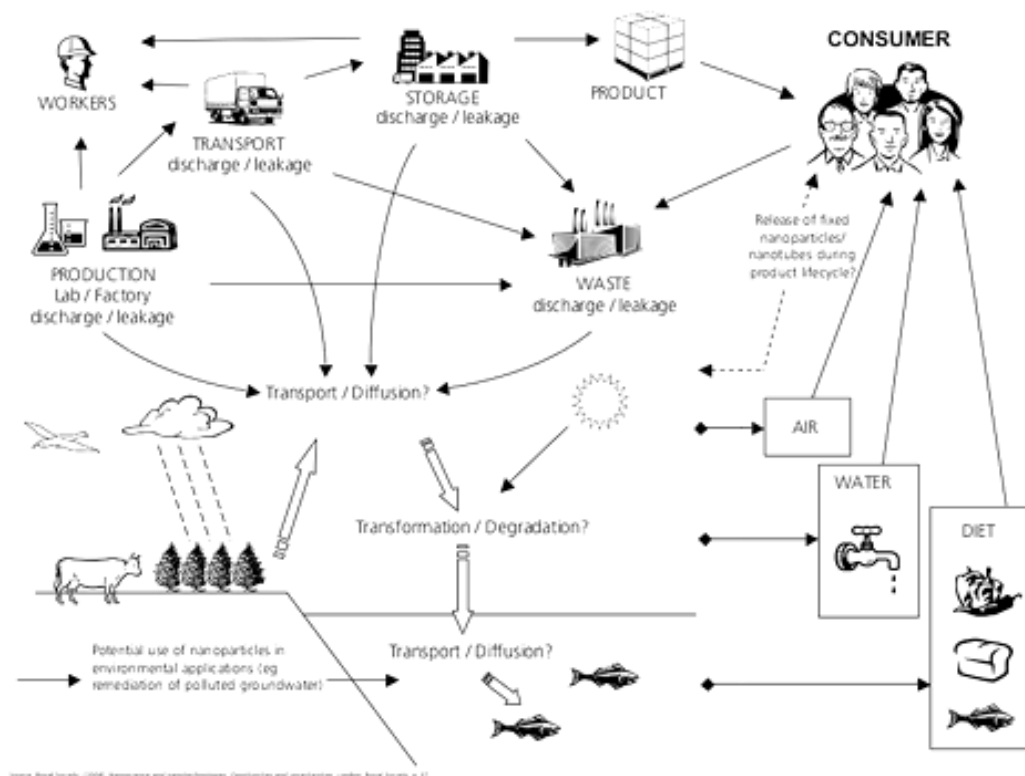 CONSUMER
WORKERS
STORAGE
discharge / leakage
PRODUCT
TRANSPORT
discharge / leakage
PRODUCTION
Lab / Factory
discharge / leakage
WASTE
discharge / leakage
Release of fixed
nanoparticles/
nanotubes during
product lifecycle?
Transport / Diffusion?
AIR
WATER
Transformation / Degradation?
DIET
Potential use of nanoparticles in
environmental applications (eg
remediation of polluted groundwater)
Transport / Diffusion?